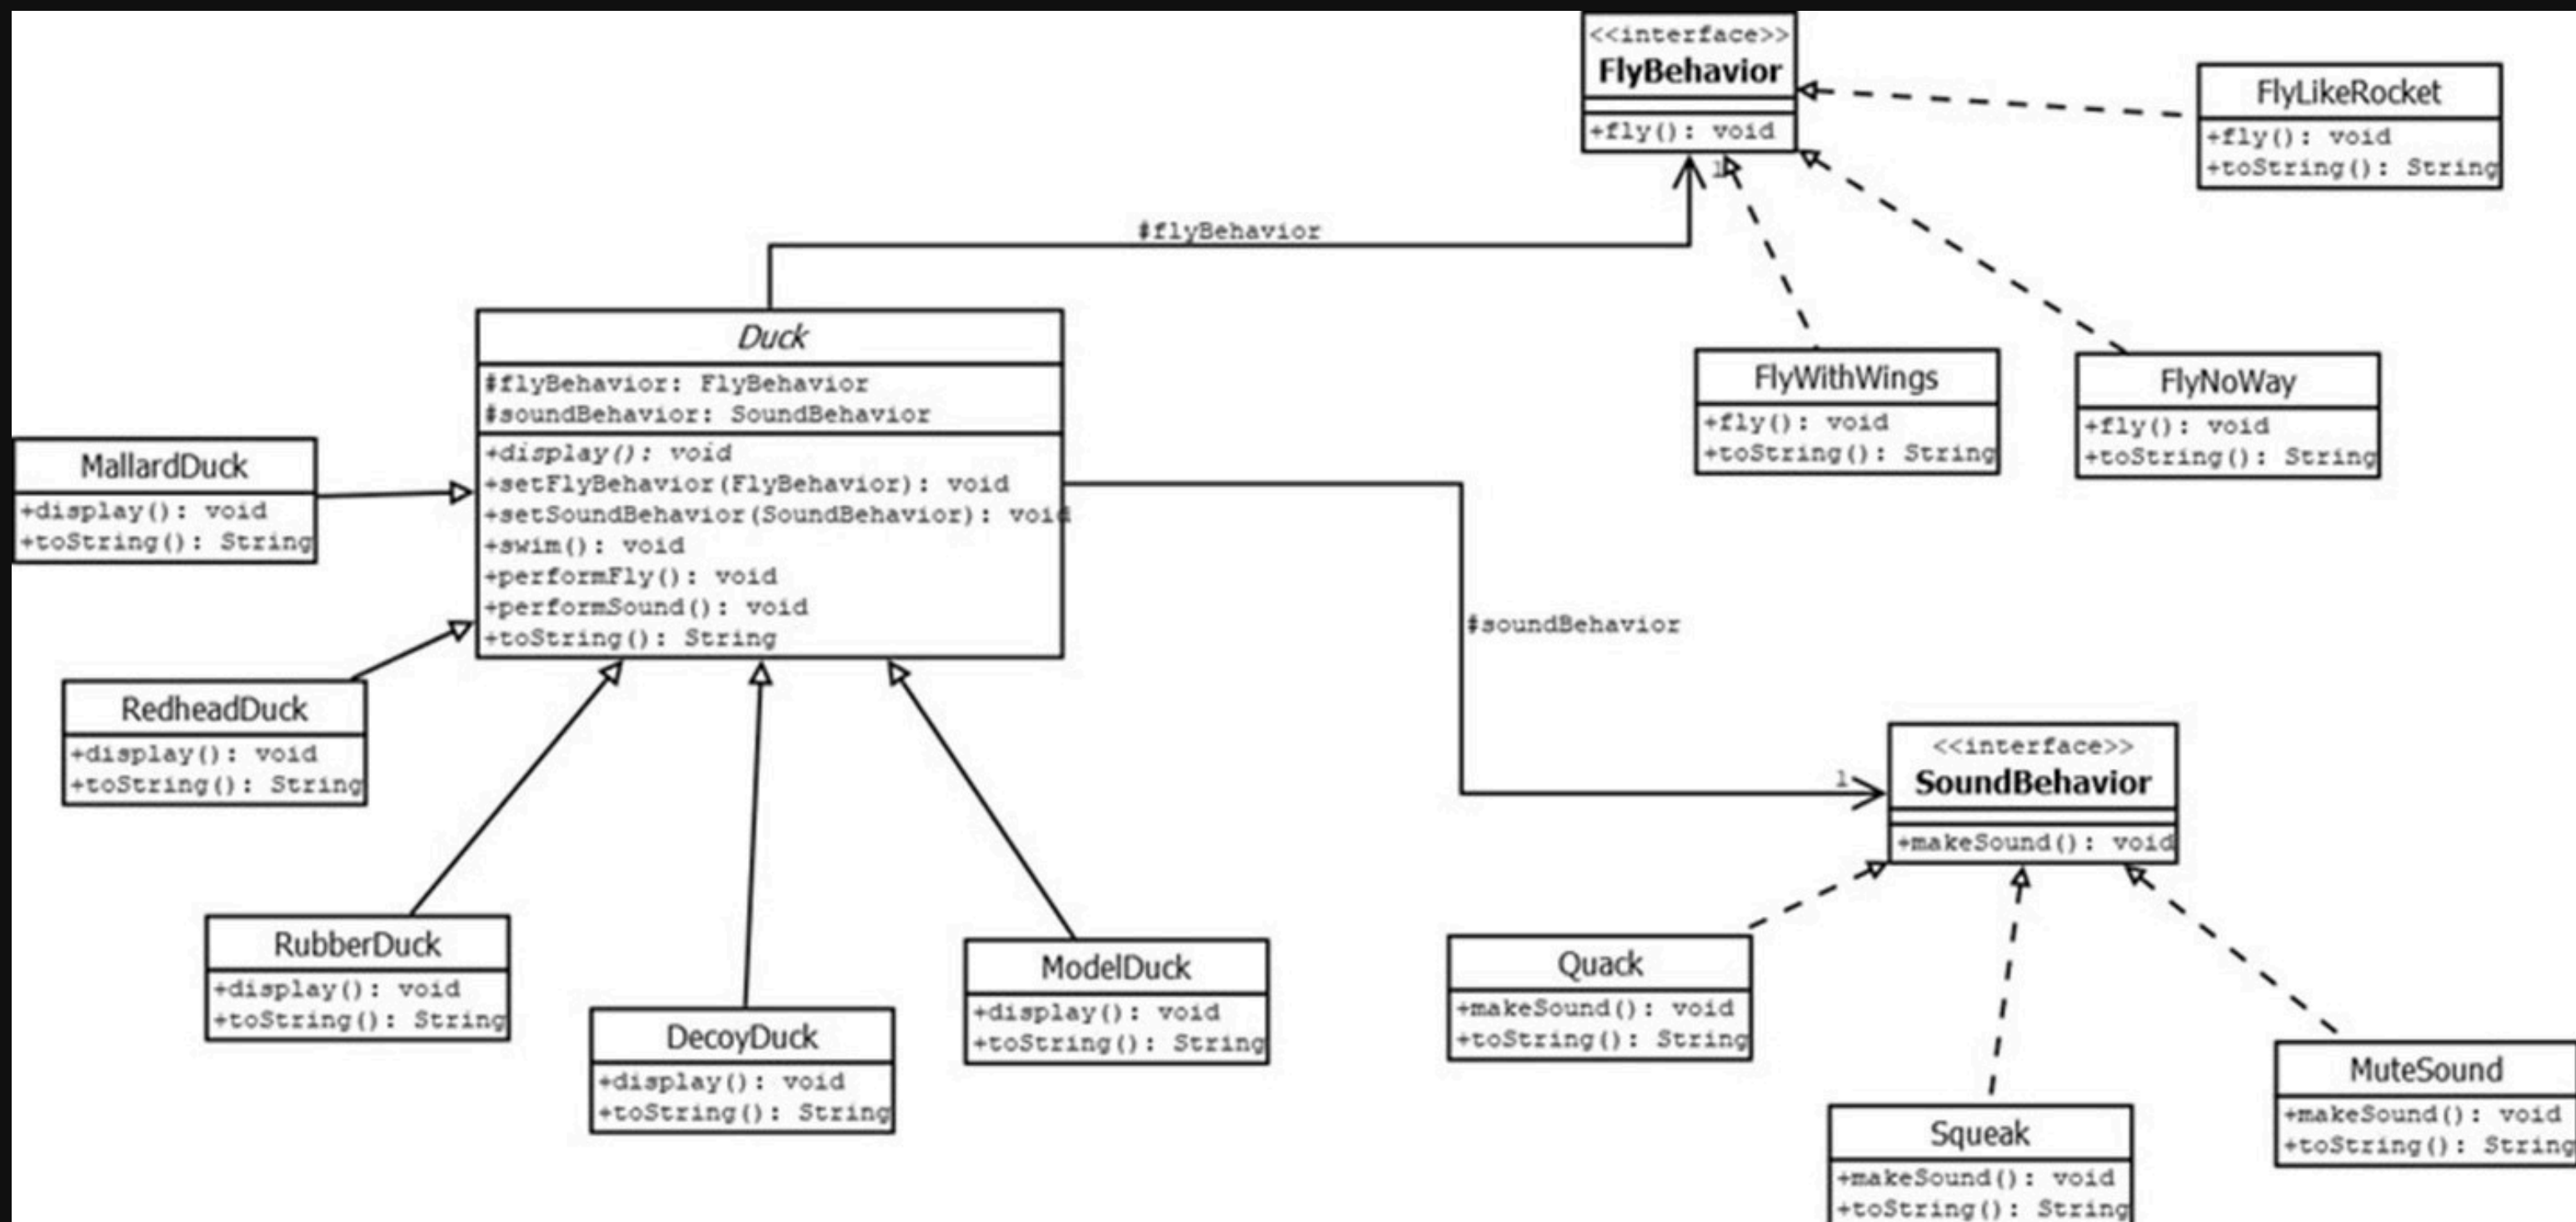 <<interface>>
FlyBehavior
+fly(): void
1
FlyLikeRocket
+fly(): void
+toString(): String
#flyBehavior
Duck
#flyBehavior: FlyBehavior
#soundBehavior: SoundBehavior
+display(): void
+setFlyBehavior(FlyBehavior): void
+setSoundBehavior(SoundBehavior): void
+swim(): void
+performFly(): void
+performSound(): void
+toString(): String
FlyWithWings
+fly(): void
+toString(): String
FlyNoWay
+fly(): void
+toString(): String
MallardDuck
+display(): void
+toString(): String
#soundBehavior
RedheadDuck
+display(): void
+toString(): String
1
<<interface>>
SoundBehavior
+makeSound(): void
RubberDuck
+display(): void
+toString(): String
DecoyDuck
+display(): void
+toString(): String
ModelDuck
+display(): void
+toString(): String
Quack
+makeSound(): void
+toString(): String
Squeak
+makeSound(): void
+toString(): String
MuteSound
+makeSound(): void
+toString(): String